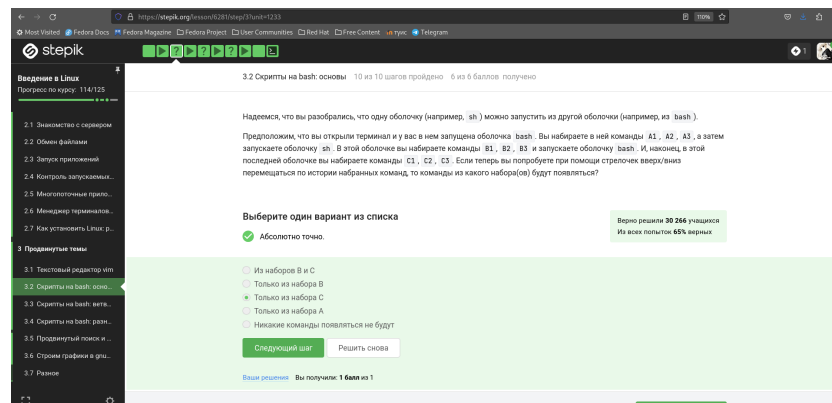 https://stepik.org/lesson/6281/step/3?unit=1233
110%
Most Visited Fedora Docs Fedora Magazine Fedora Project User Communities Red Hat Free Content Telegram
stepik
1
Введение в Linux
Прогресс по курсу: 114/125
2.1 Знакомство с сервером
2.2 Обмен файлами
2.3 Запуск приложений
2.4 Контроль запускаемых...
2.5 Многопоточные прило...
2.6 Менеджер терминалов...
2.7 Как установить Linux: р...
3 Продвинутые темы
3.1 Текстовый редактор vim
3.2 Скрипты на bash: осно...
3.3 Скрипты на bash: ветв...
3.4 Скрипты на bash: разн...
3.5 Продвинутый поиск и ...
3.6 Строим графики в gnu...
3.7 Разное
3.2 Скрипты на bash: основы 10 из 10 шагов пройдено 6 из 6 баллов получено
Надеемся, что вы разобрались, что одну оболочку (например, sh ) можно запустить из другой оболочки (например, из bash ).
Предположим, что вы открыли терминал и у вас в нем запущена оболочка bash . Вы набираете в ней команды A1 , A2 , A3 , а затем
запускаете оболочку sh . В этой оболочке вы набираете команды B1 , B2 , B3 и запускаете оболочку bash . И, наконец, в этой
последней оболочке вы набираете команды C1 , C2 , C3 . Если теперь вы попробуете при помощи стрелочек вверх/вниз
перемещаться по истории набранных команд, то команды из какого набора(ов) будут появляться?
Выберите один вариант из списка
Абсолютно точно.
Верно решили 30 266 учащихся
Из всех попыток 65% верных
Из наборов B и C
Только из набора B
Только из набора C
Только из набора A
Никакие команды появляться не будут
Следующий шаг Решить снова
Ваши решения Вы получили: 1 балл из 1